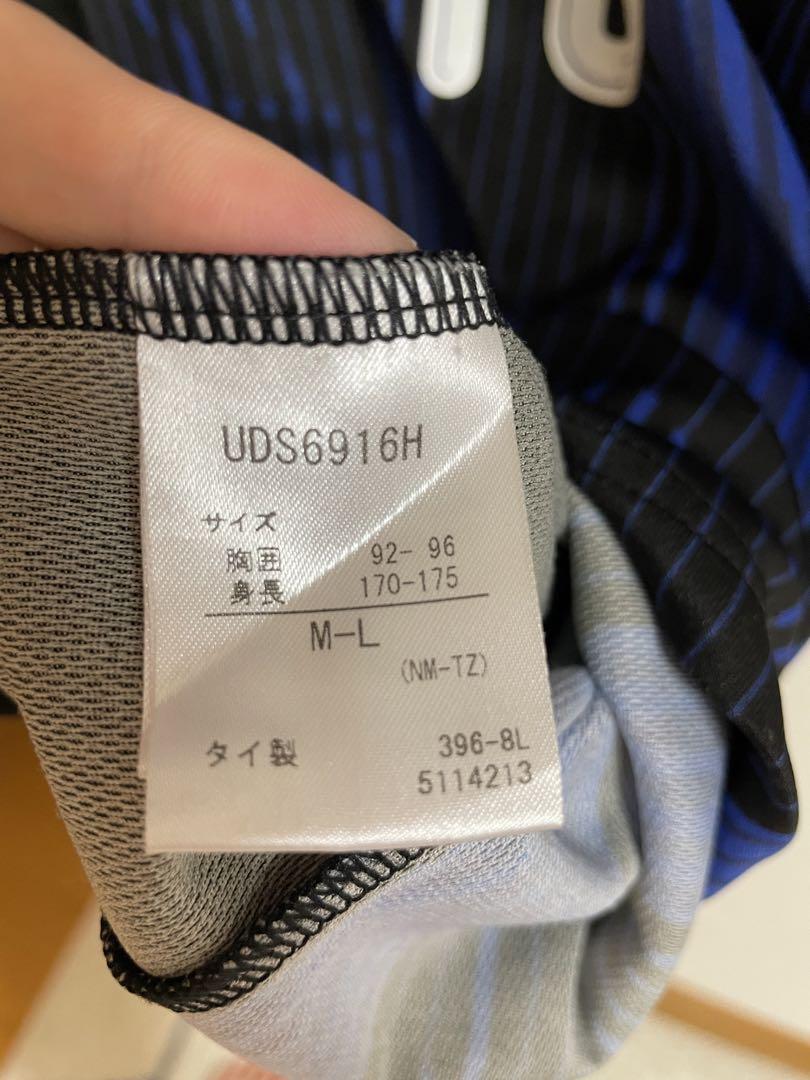 UDS6916H
サイズ
胸囲 92- 96
身長 170-175
M-L
(NM-TZ)
タイ製 396-8L
5114213